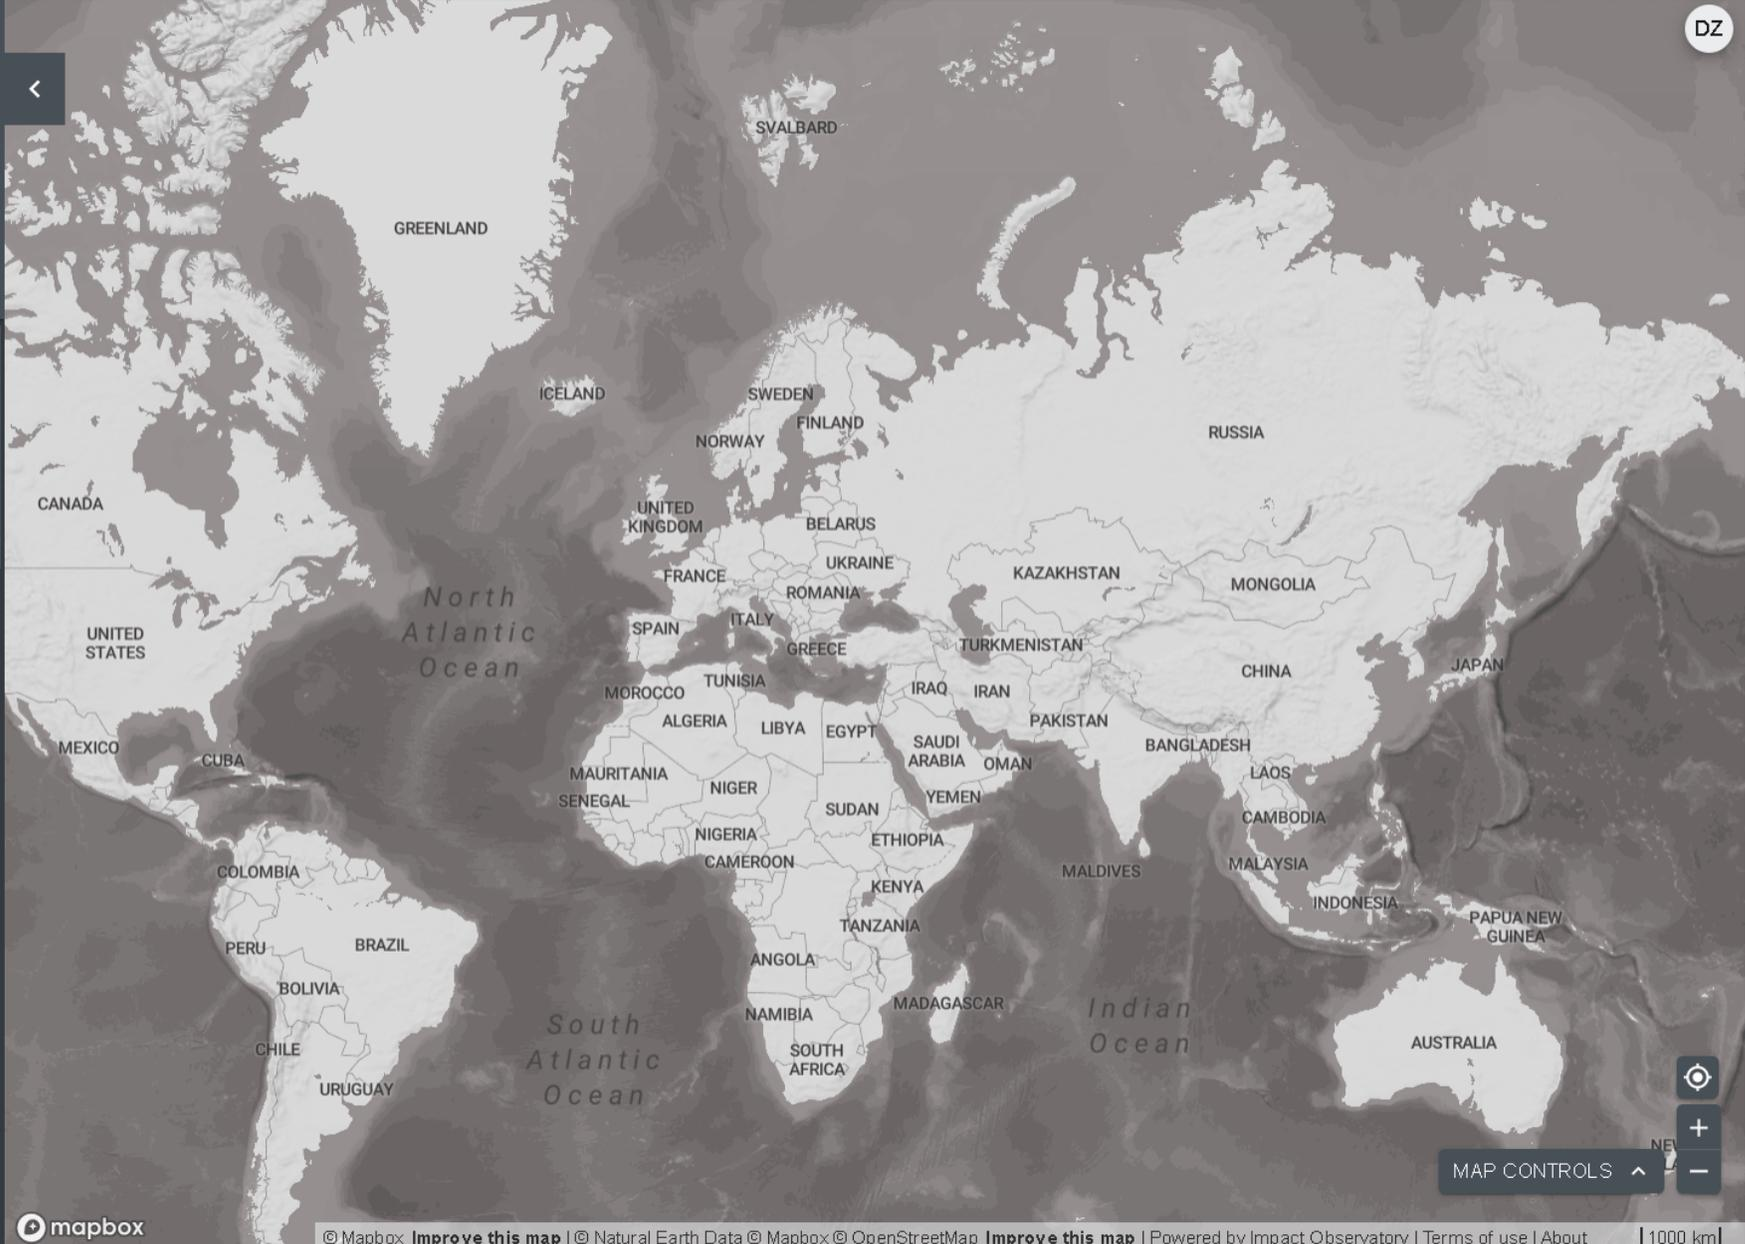 DZ
SVALBARD
GREENLAND
ICELAND
SWEDEN
FINLAND
NORWAY
RUSSIA
CANADA
UNITED
KINGDOM
BELARUS
UKRAINE
FRANCE
KAZAKHSTAN
MONGOLIA
ROMANIA
North
Atlantic
Ocean
ITALY
SPAIN
UNITED
STATES
GREECE
TURKMENISTAN
JAPAN
CHINA
TUNISIA
MOROCCO
IRAQ
IRAN
ALGERIA
LIBYA
EGYPT
PAKISTAN
SAUDI
ARABIA
BANGLADESH
MEXICO
CUBA
OMAN
MAURITANIA
LAOS
NIGER
SENEGAL
YEMEN
SUDAN
CAMBODIA
NIGERIA
ETHIOPIA
CAMEROON
MALAYSIA
COLOMBIA
MALDIVES
KENYA
INDONESIA
PAPUA NEW
GUINEA
TANZANIA
PERU
BRAZIL
ANGOLA
BOLIVIA
MADAGASCAR
NAMIBIA
Indian
Ocean
South
Atlantic
Ocean
AUSTRALIA
CHILE
SOUTH
AFRICA
URUGUAY
MAP CONTROLS
mapbox
© Mapbox Improve this map | © Natural Earth Data © Mapbox © OpenStreetMap Improve this map | Powered by Impact Observatory | Terms of use | About
1000 km